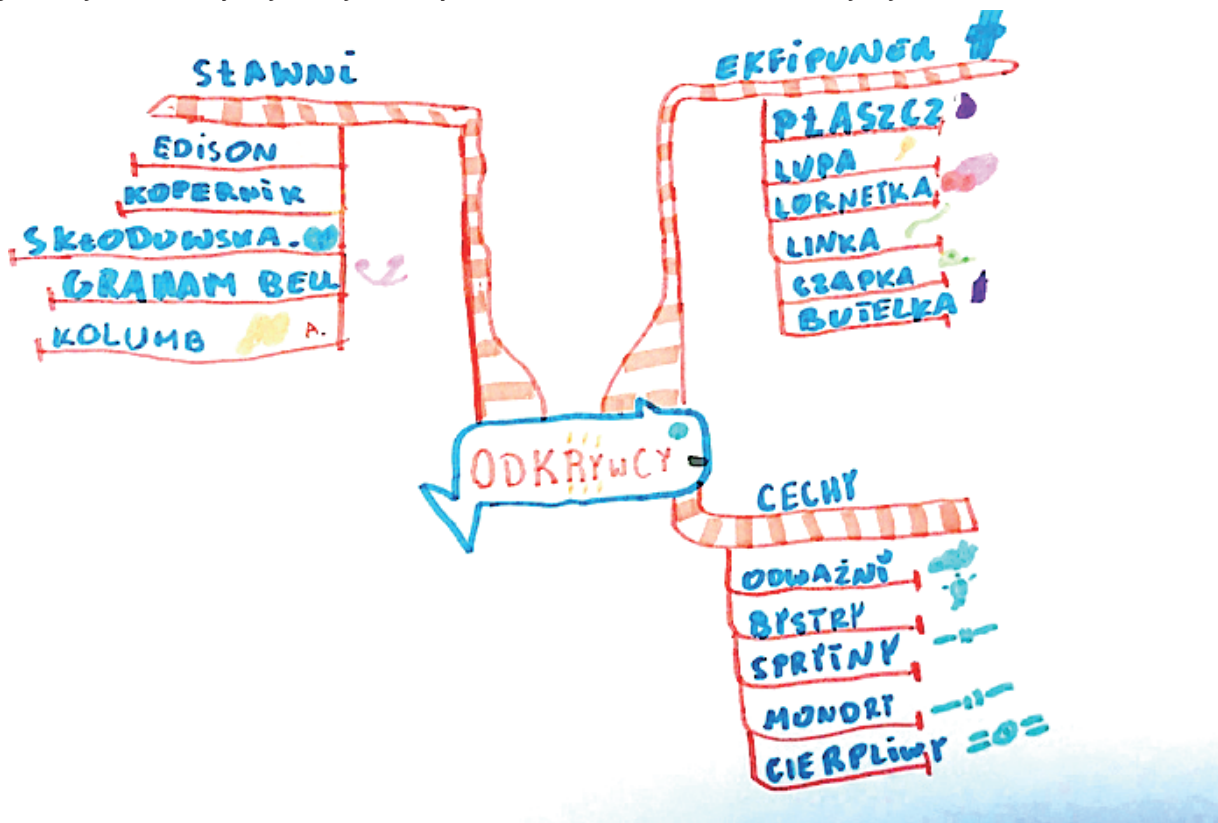 SŁAWNI
EDISON
KOPERNIK
SKŁODOWSKA.
GRAHAM BELL
KOLUMB A.
EKFIPUNER
PŁASZCZ
LUPA
LORNETKA
LINKA
CZAPKA
BUTELKA
ODKRYWCY
CECHY
ODWAŻNI
BYSTRY
SPRYTNY
MONDRY
CIERPLIWY